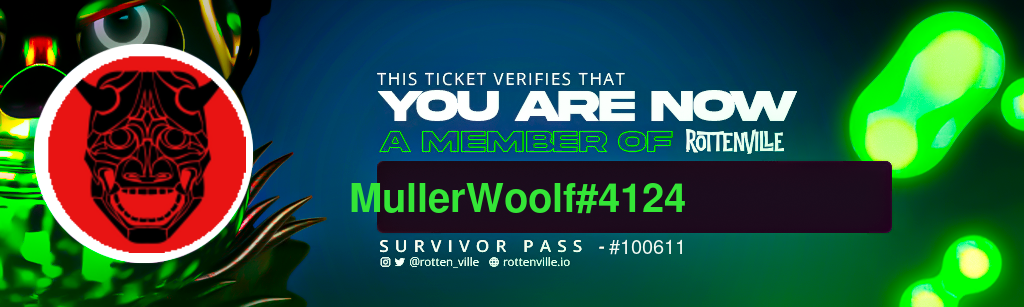 THIS TICKET VERIFIES THAT
YOU ARE NOW
A MEMBER OF ROTTENVILLE
MullerWoolf#4124
SURVIVOR PASS - #100611
@rotten_ville rottenville.io